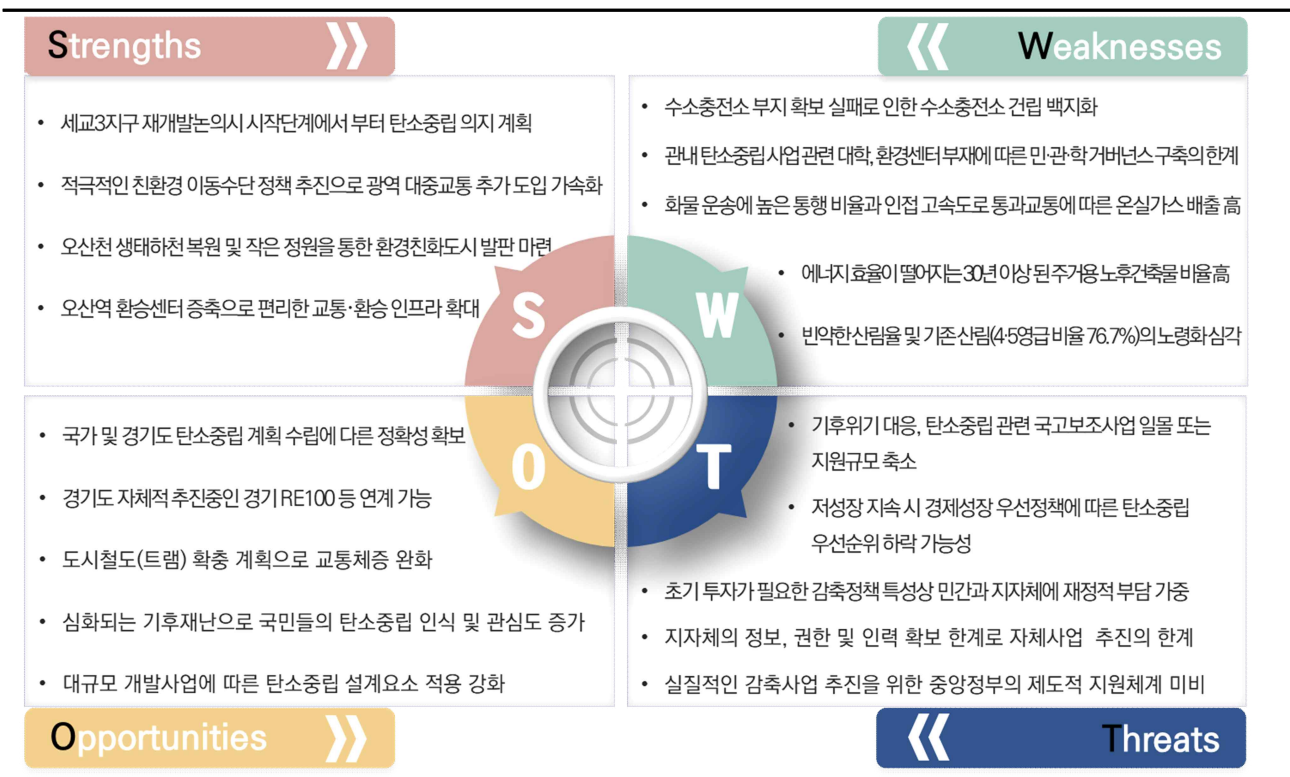 Strengths
세교3지구 재개발논의시 시작단계에서 부터 탄소중립 의지 계획
적극적인 친환경 이동수단 정책 추진으로 광역 대중교통 추가 도입 가속화
오산천 생태하천 복원 및 작은 정원을 통한 환경친화도시 발판 마련
오산역 환승센터 증축으로 편리한 교통·환승 인프라 확대
Weaknesses
수소충전소 부지 확보 실패로 인한 수소충전소 건립 백지화
관내 탄소중립 사업 관련 대학, 환경센터 부재에 따른 민·관·학 거버넌스 구축의 한계
화물 운송에 높은 통행 비율과 인접 고속도로 통과교통에 따른 온실가스 배출 高
에너지 효율이 떨어지는 30년 이상 된 주거용 노후건축물 비율 高
빈약한 산림율 및 기존 산림(4·5영급 비율 76.7%)의 노령화 심각
S
W
O
T
국가 및 경기도 탄소중립 계획 수립에 다른 정확성 확보
경기도 자체적 추진중인 경기 RE100 등 연계 가능
도시철도(트램) 확충 계획으로 교통체증 완화
심화되는 기후재난으로 국민들의 탄소중립 인식 및 관심도 증가
대규모 개발사업에 따른 탄소중립 설계요소 적용 강화
Opportunities
기후위기 대응, 탄소중립 관련 국고보조사업 일몰 또는
지원규모 축소
저성장 지속 시 경제성장 우선정책에 따른 탄소중립
우선순위 하락 가능성
초기 투자가 필요한 감축정책 특성상 민간과 지자체에 재정적 부담 가중
지자체의 정보, 권한 및 인력 확보 한계로 자체사업 추진의 한계
실질적인 감축사업 추진을 위한 중앙정부의 제도적 지원체계 미비
Threats